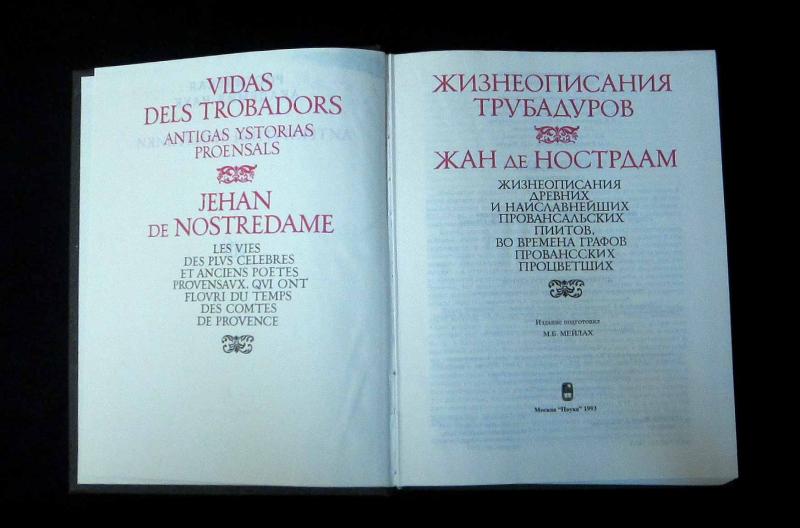 VIDAS
DELS TROBADORS
ANTIGAS YSTORIAS
PROENSALS
JEHAN
DE NOSTREDAME
LES VIES
DES PLVS CELEBRES
ET ANCIENS POETES
PROVENSAVX, QVI ONT
FLOVRI DU TEMPS
DES COMTES
DE PROVENCE
ЖИЗНЕОПИСАНИЯ
ТРУБАДУРОВ
ЖАН ДЕ НОСТРДАМ
ЖИЗНЕОПИСАНИЯ
ДРЕВНИХ
И НАИСЛАВНЕЙШИХ
ПРОВАНСАЛЬСКИХ
ПИИТОВ,
ВО ВРЕМЕНА ГРАФОВ
ПРОВАНССКИХ
ПРОЦВЕТШИХ
Издание подготовил
М.Б. МЕЙЛАХ
Москва "Наука" 1993